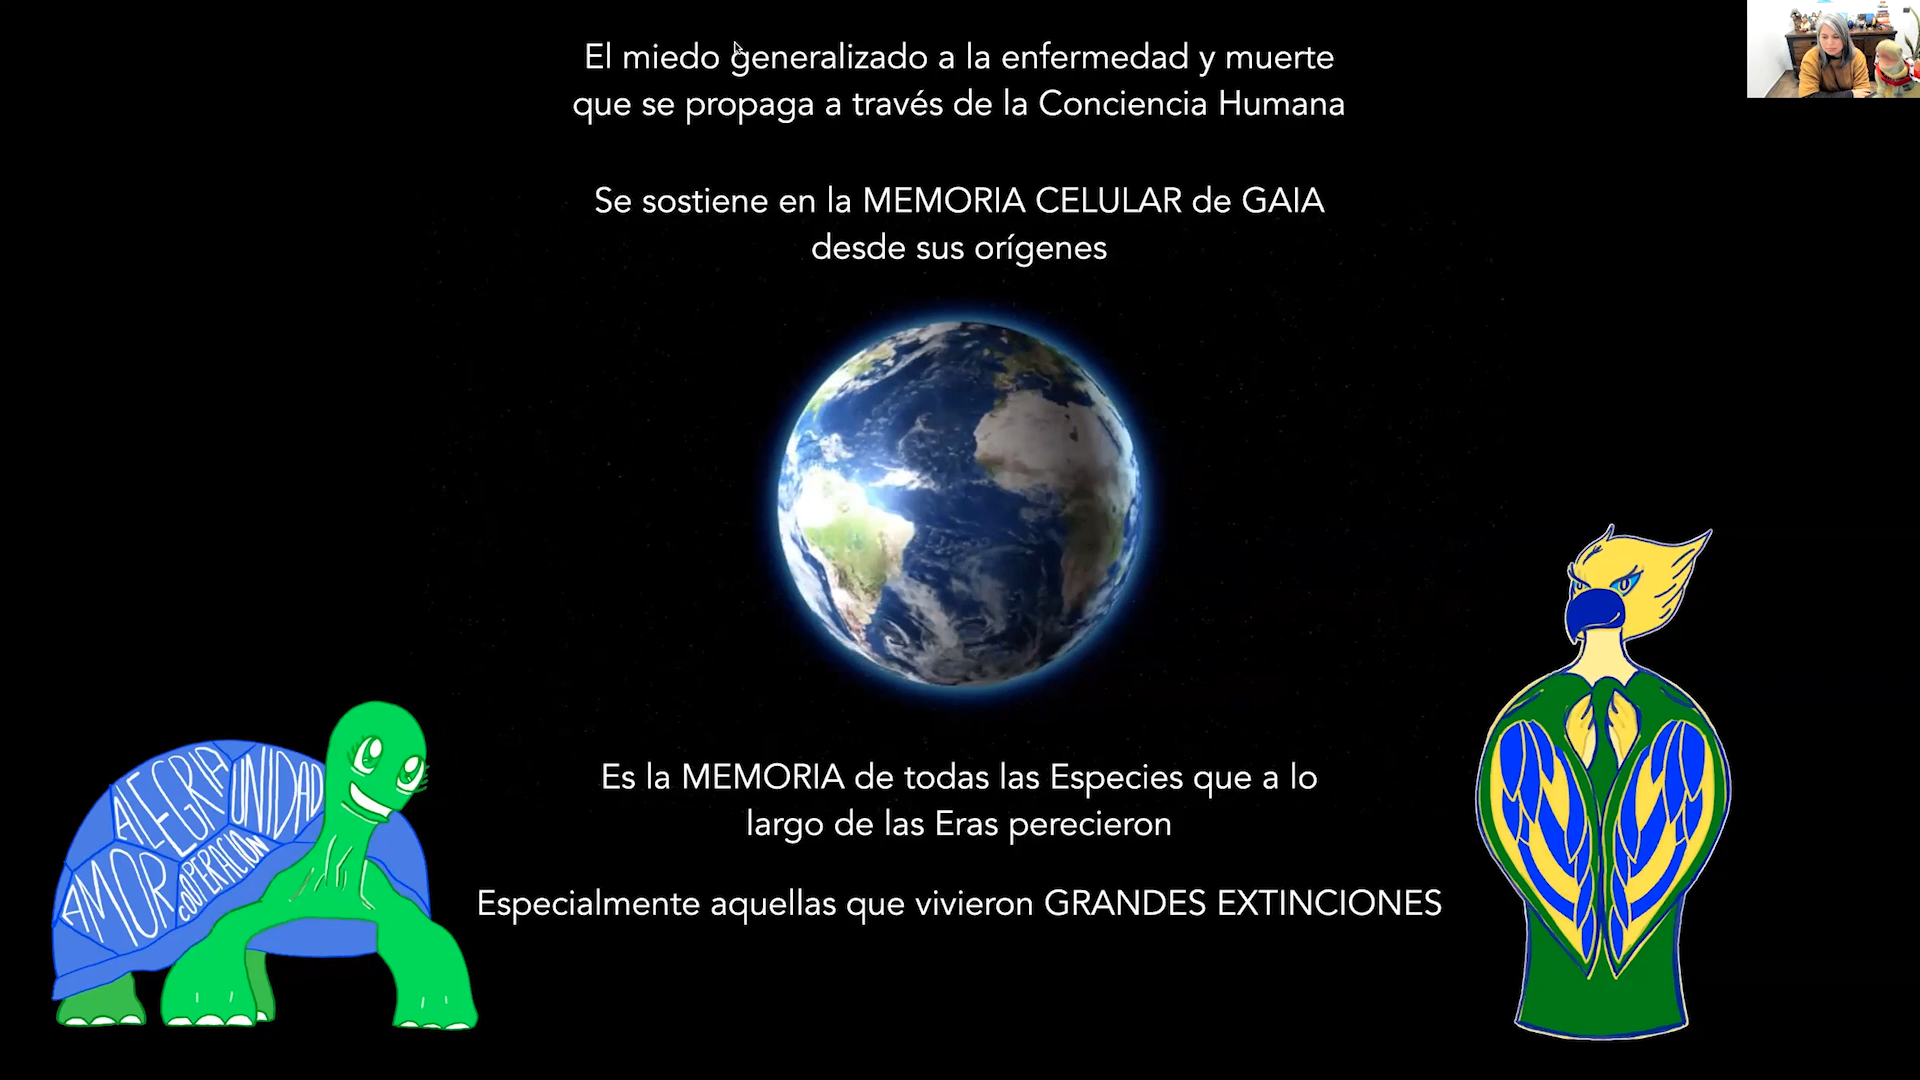 El miedo generalizado a la enfermedad y muerte
que se propaga a través de la Conciencia Humana
Se sostiene en la MEMORIA CELULAR de GAIA
desde sus orígenes
Es la MEMORIA de todas las Especies que a lo
largo de las Eras perecieron
Especialmente aquellas que vivieron GRANDES EXTINCIONES
ALEGRIA
UNIDAD
AMOR
COOPERACION